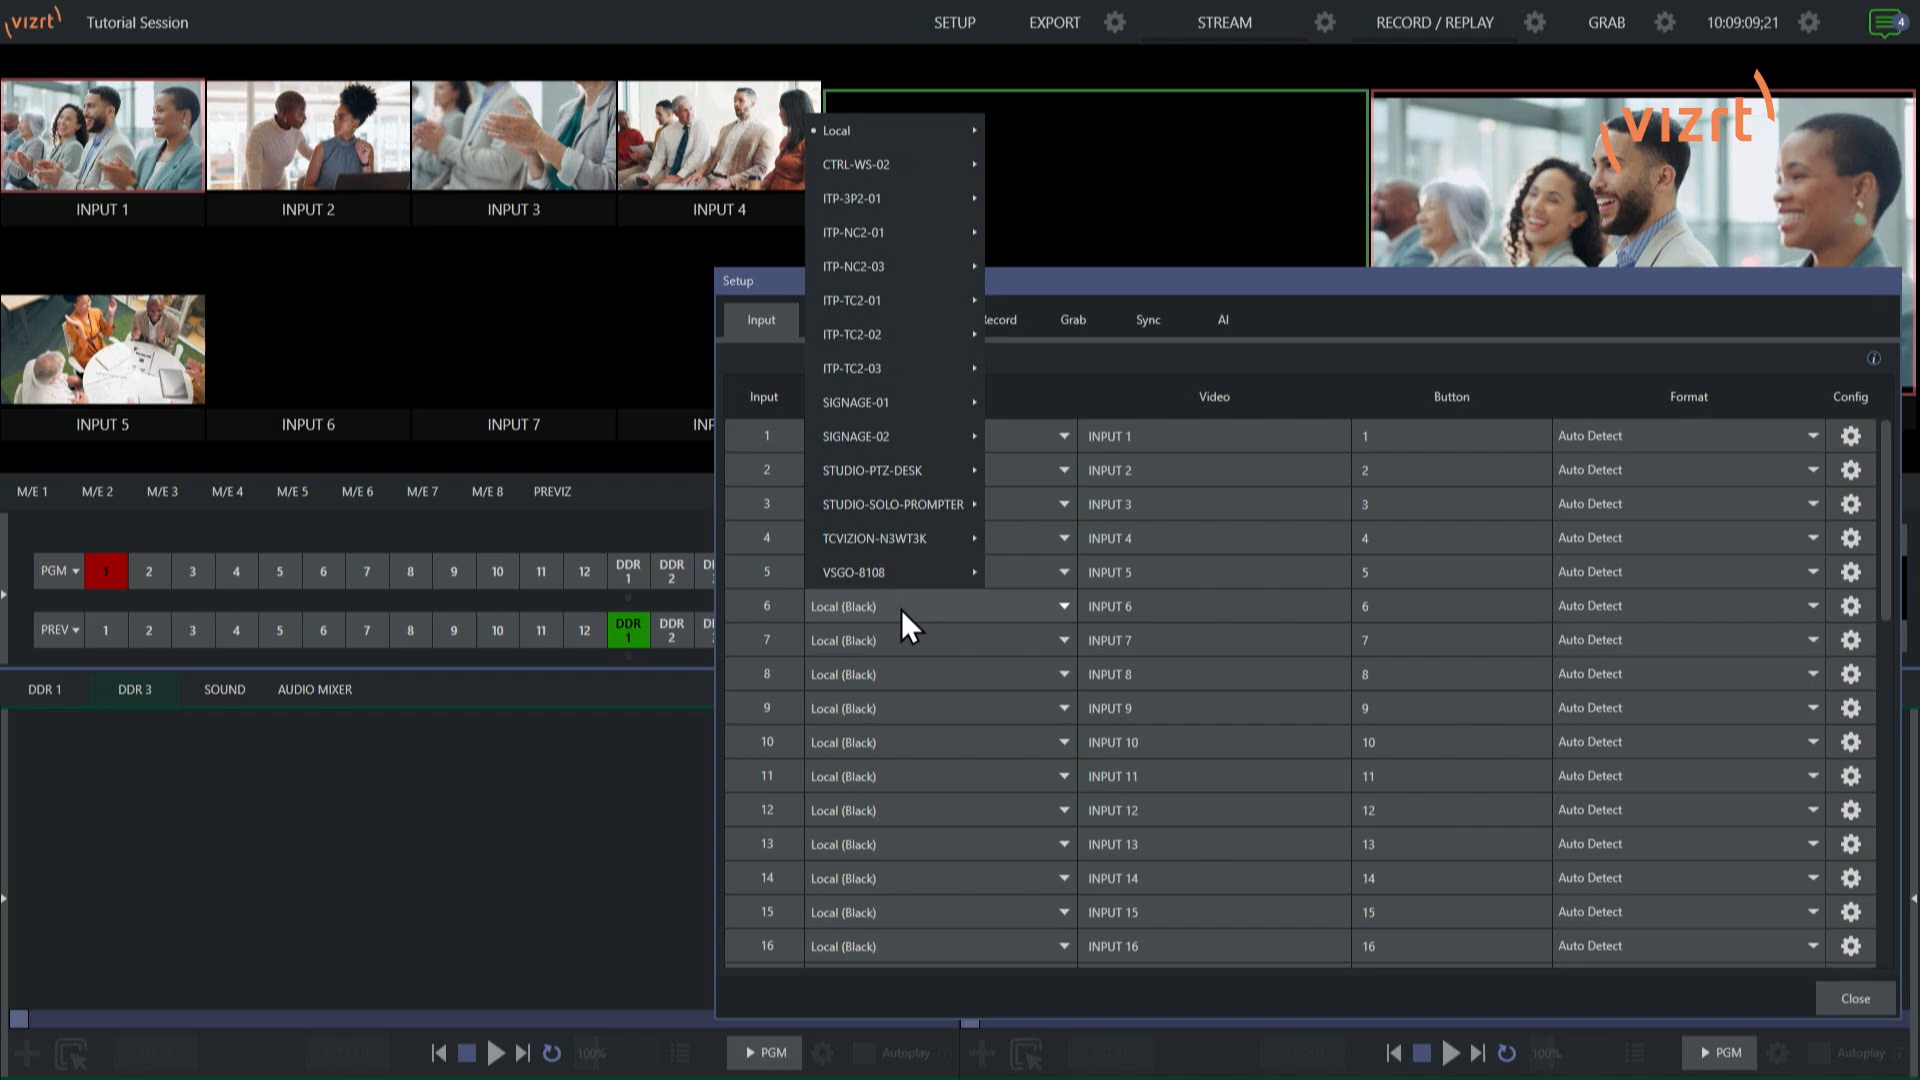 vizrt Tutorial Session SETUP EXPORT STREAM RECORD / REPLAY GRAB 10:09:09;21 4
vizrt
INPUT 1 INPUT 2 INPUT 3 INPUT 4
INPUT 5 INPUT 6 INPUT 7
M/E 1 M/E 2 M/E 3 M/E 4 M/E 5 M/E 6 M/E 7 M/E 8 PREVIZ
PGM 1 2 3 4 5 6 7 8 9 10 11 12 DDR 1 DDR 2
PREV 1 2 3 4 5 6 7 8 9 10 11 12 DDR 1 DDR 2
DDR 1 DDR 3 SOUND AUDIO MIXER
Local
CTRL-WS-02
ITP-3P2-01
ITP-NC2-01
ITP-NC2-03
ITP-TC2-01
ITP-TC2-02
ITP-TC2-03
SIGNAGE-01
SIGNAGE-02
STUDIO-PTZ-DESK
STUDIO-SOLO-PROMPTER
TCVIZION-N3WT3K
VSGO-8108
Setup
Input Record Grab Sync AI
Input Video Button Format Config
1 INPUT 1 1 Auto Detect
2 INPUT 2 2 Auto Detect
3 INPUT 3 3 Auto Detect
4 INPUT 4 4 Auto Detect
5 INPUT 5 5 Auto Detect
6 Local (Black) INPUT 6 6 Auto Detect
7 Local (Black) INPUT 7 7 Auto Detect
8 Local (Black) INPUT 8 8 Auto Detect
9 Local (Black) INPUT 9 9 Auto Detect
10 Local (Black) INPUT 10 10 Auto Detect
11 Local (Black) INPUT 11 11 Auto Detect
12 Local (Black) INPUT 12 12 Auto Detect
13 Local (Black) INPUT 13 13 Auto Detect
14 Local (Black) INPUT 14 14 Auto Detect
15 Local (Black) INPUT 15 15 Auto Detect
16 Local (Black) INPUT 16 16 Auto Detect
Close
100% PGM Autoplay 100% PGM Autoplay